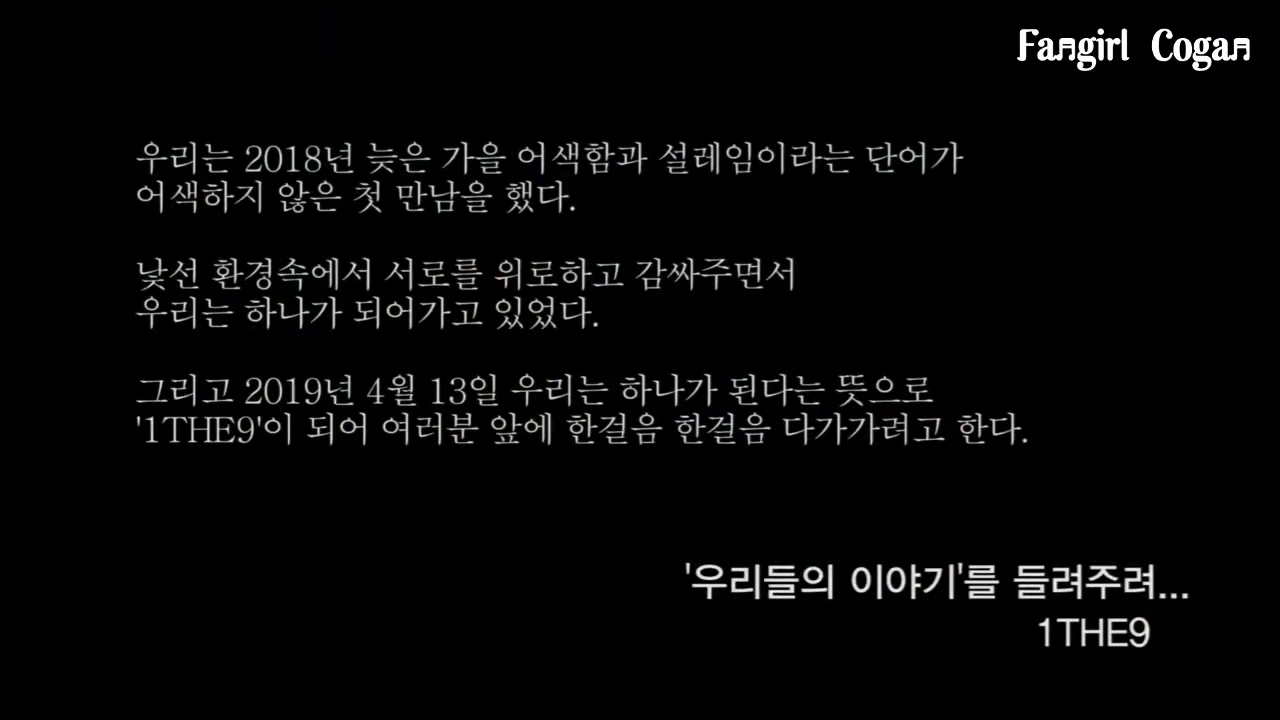 Fangirl Cogan
우리는 2018년 늦은 가을 어색함과 설레임이라는 단어가
어색하지 않은 첫 만남을 했다.
낯선 환경속에서 서로를 위로하고 감싸주면서
우리는 하나가 되어가고 있었다.
그리고 2019년 4월 13일 우리는 하나가 된다는 뜻으로
'1THE9'이 되어 여러분 앞에 한걸음 한걸음 다가가려고 한다.
'우리들의 이야기'를 들려주려...
1THE9